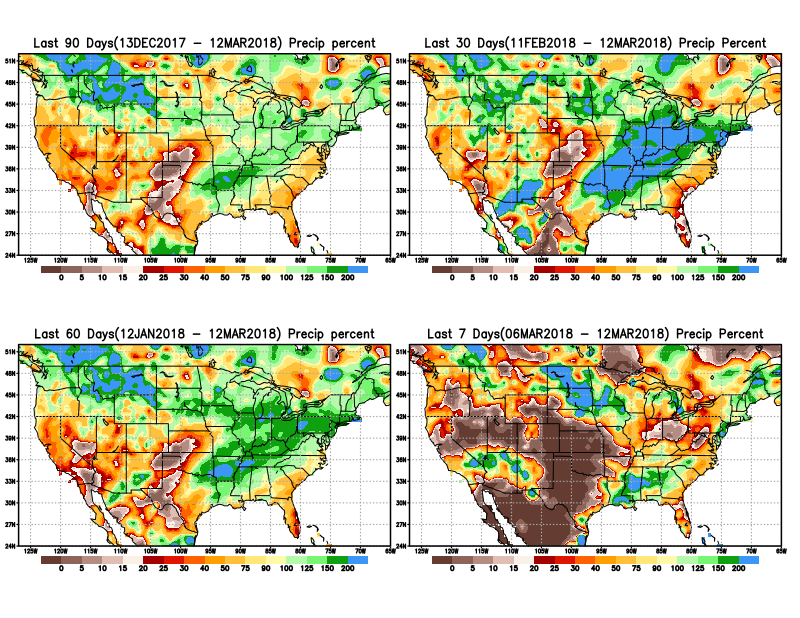 Last 90 Days(13DEC2017 – 12MAR2018) Precip percent
51N
48N
45N
42N
39N
36N
33N
30N
27N
24N
125W 120W 115W 110W 105W 100W 95W 90W 85W 80W 75W 70W 65W
0 5 10 15 20 25 30 40 50 75 90 100 125 150 200
Last 30 Days(11FEB2018 – 12MAR2018) Precip percent
51N
48N
45N
42N
39N
36N
33N
30N
27N
24N
125W 120W 115W 110W 105W 100W 95W 90W 85W 80W 75W 70W 65W
0 5 10 15 20 25 30 40 50 75 90 100 125 150 200
Last 60 Days(12JAN2018 – 12MAR2018) Precip percent
51N
48N
45N
42N
39N
36N
33N
30N
27N
24N
125W 120W 115W 110W 105W 100W 95W 90W 85W 80W 75W 70W 65W
0 5 10 15 20 25 30 40 50 75 90 100 125 150 200
Last 7 Days(06MAR2018 – 12MAR2018) Precip Percent
51N
48N
45N
42N
39N
36N
33N
30N
27N
24N
125W 120W 115W 110W 105W 100W 95W 90W 85W 80W 75W 70W 65W
0 5 10 15 20 25 30 40 50 75 90 100 125 150 200